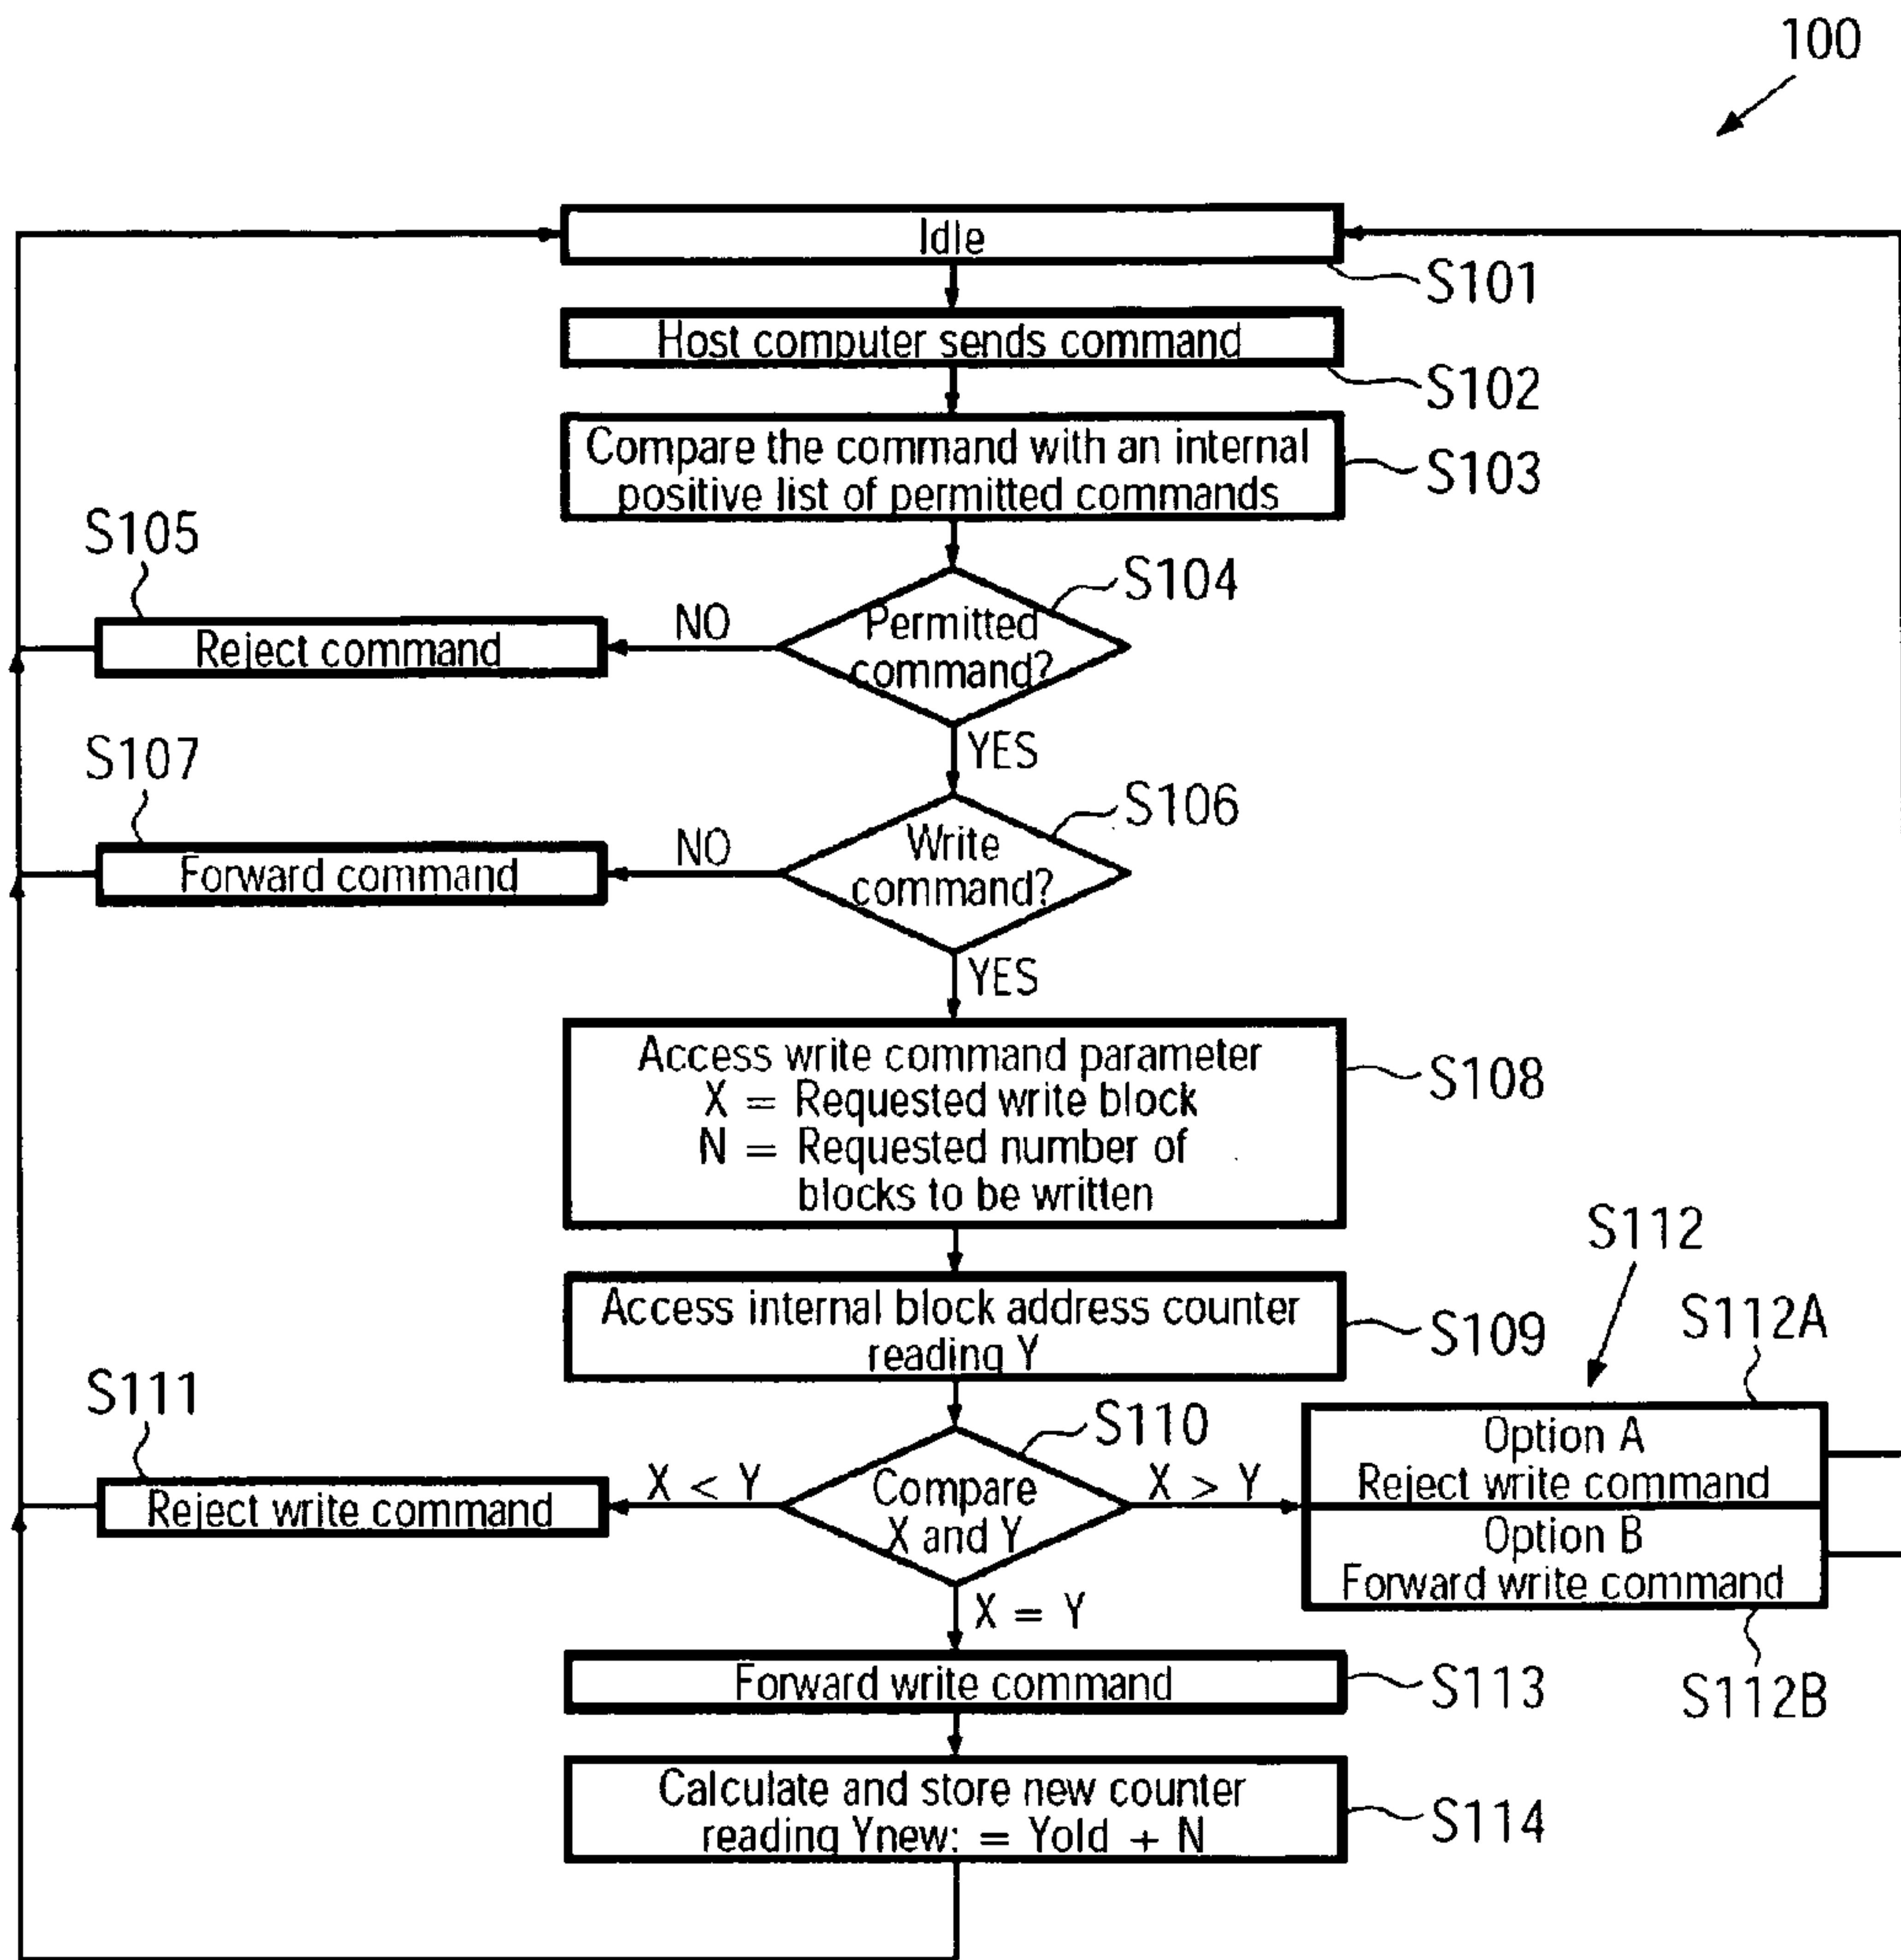 100
Idle
S101
Host computer sends command
S102
Compare the command with an internal
positive list of permitted commands
S103
S105
S104
Permitted
command?
NO
Reject command
YES
S107
S106
Write
command?
NO
Forward command
YES
Access write command parameter
X = Requested write block
N = Requested number of
blocks to be written
S108
S112
Access internal block address counter
reading Y
S109
S112A
S111
S110
Option A
Reject write command
X < Y
Compare
X and Y
X > Y
Reject write command
Option B
Forward write command
X = Y
Forward write command
S113
S112B
Calculate and store new counter
reading Ynew: = Yold + N
S114